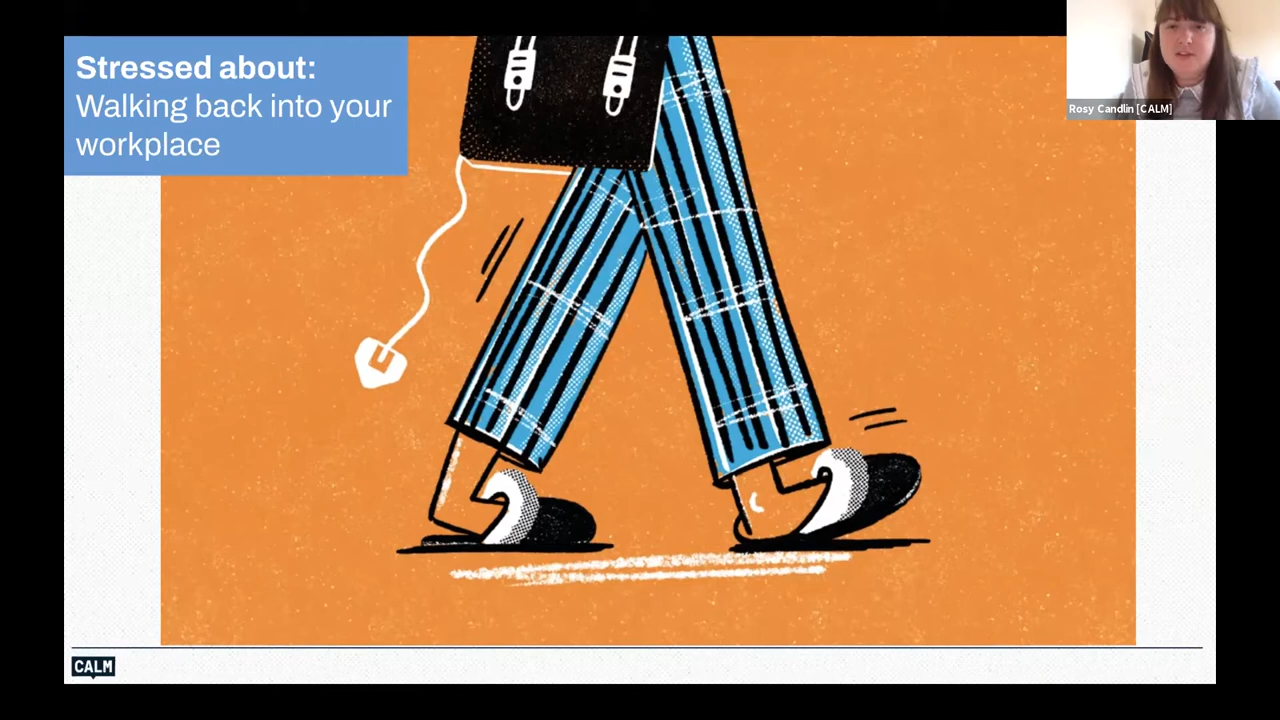 Stressed about:
Walking back into your
workplace
Rosy Candlin [CALM]
CALM